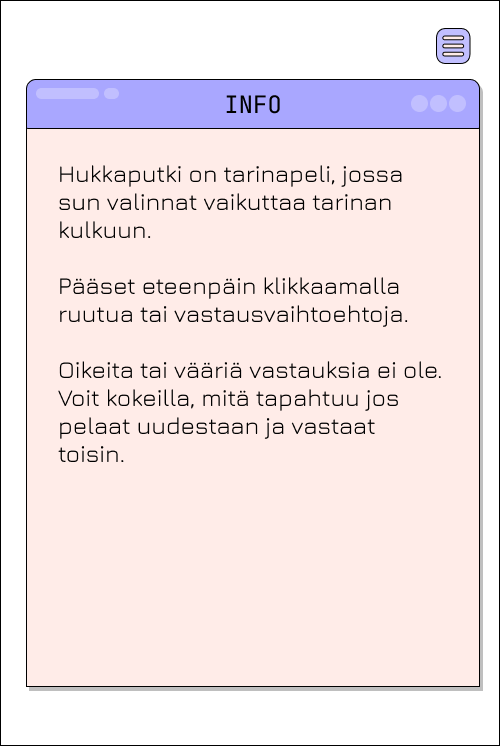 INFO
Hukkaputki on tarinapeli, jossa
sun valinnat vaikuttaa tarinan
kulkuun.
Pääset eteenpäin klikkaamalla
ruutua tai vastausvaihtoehtoja.
Oikeita tai vääriä vastauksia ei ole.
Voit kokeilla, mitä tapahtuu jos
pelaat uudestaan ja vastaat
toisin.